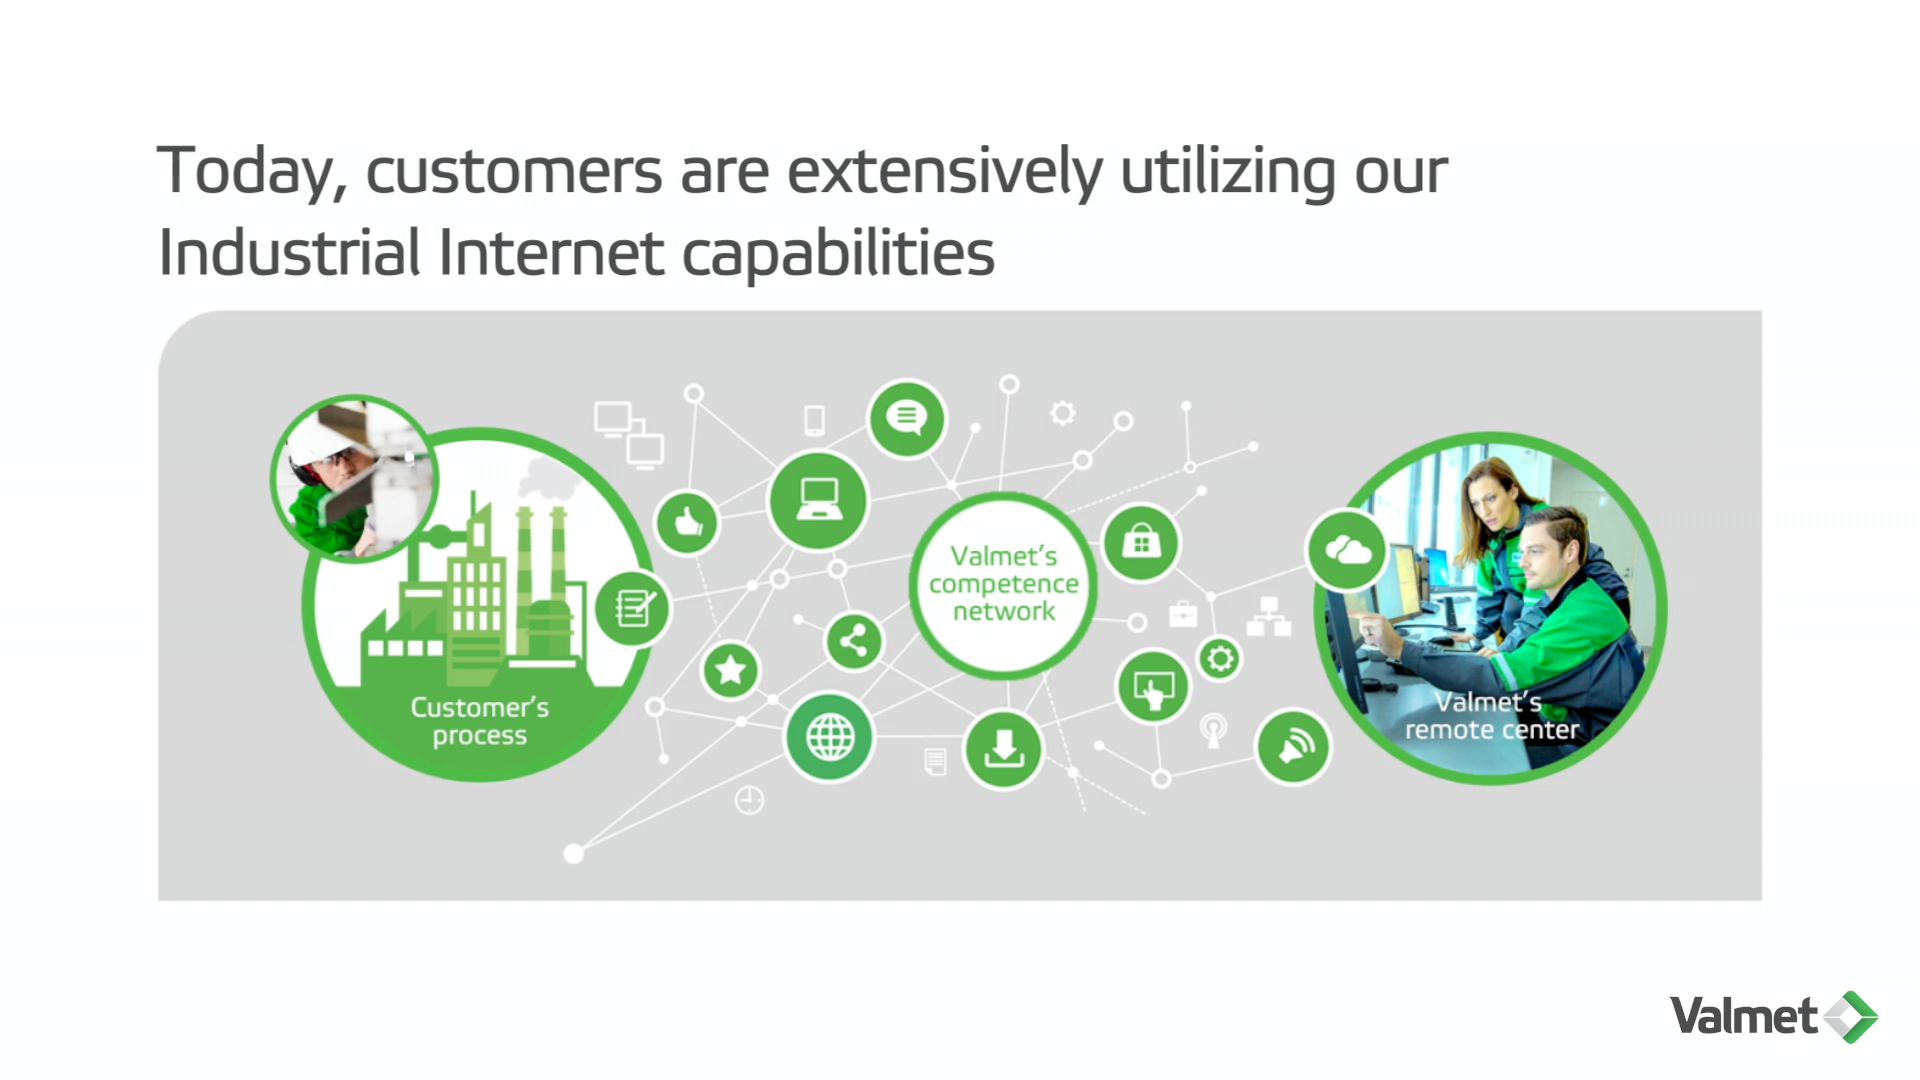 Today, customers are extensively utilizing our
Industrial Internet capabilities
Customer's
process
Valmet's
competence
network
Valmet's
remote center
Valmet